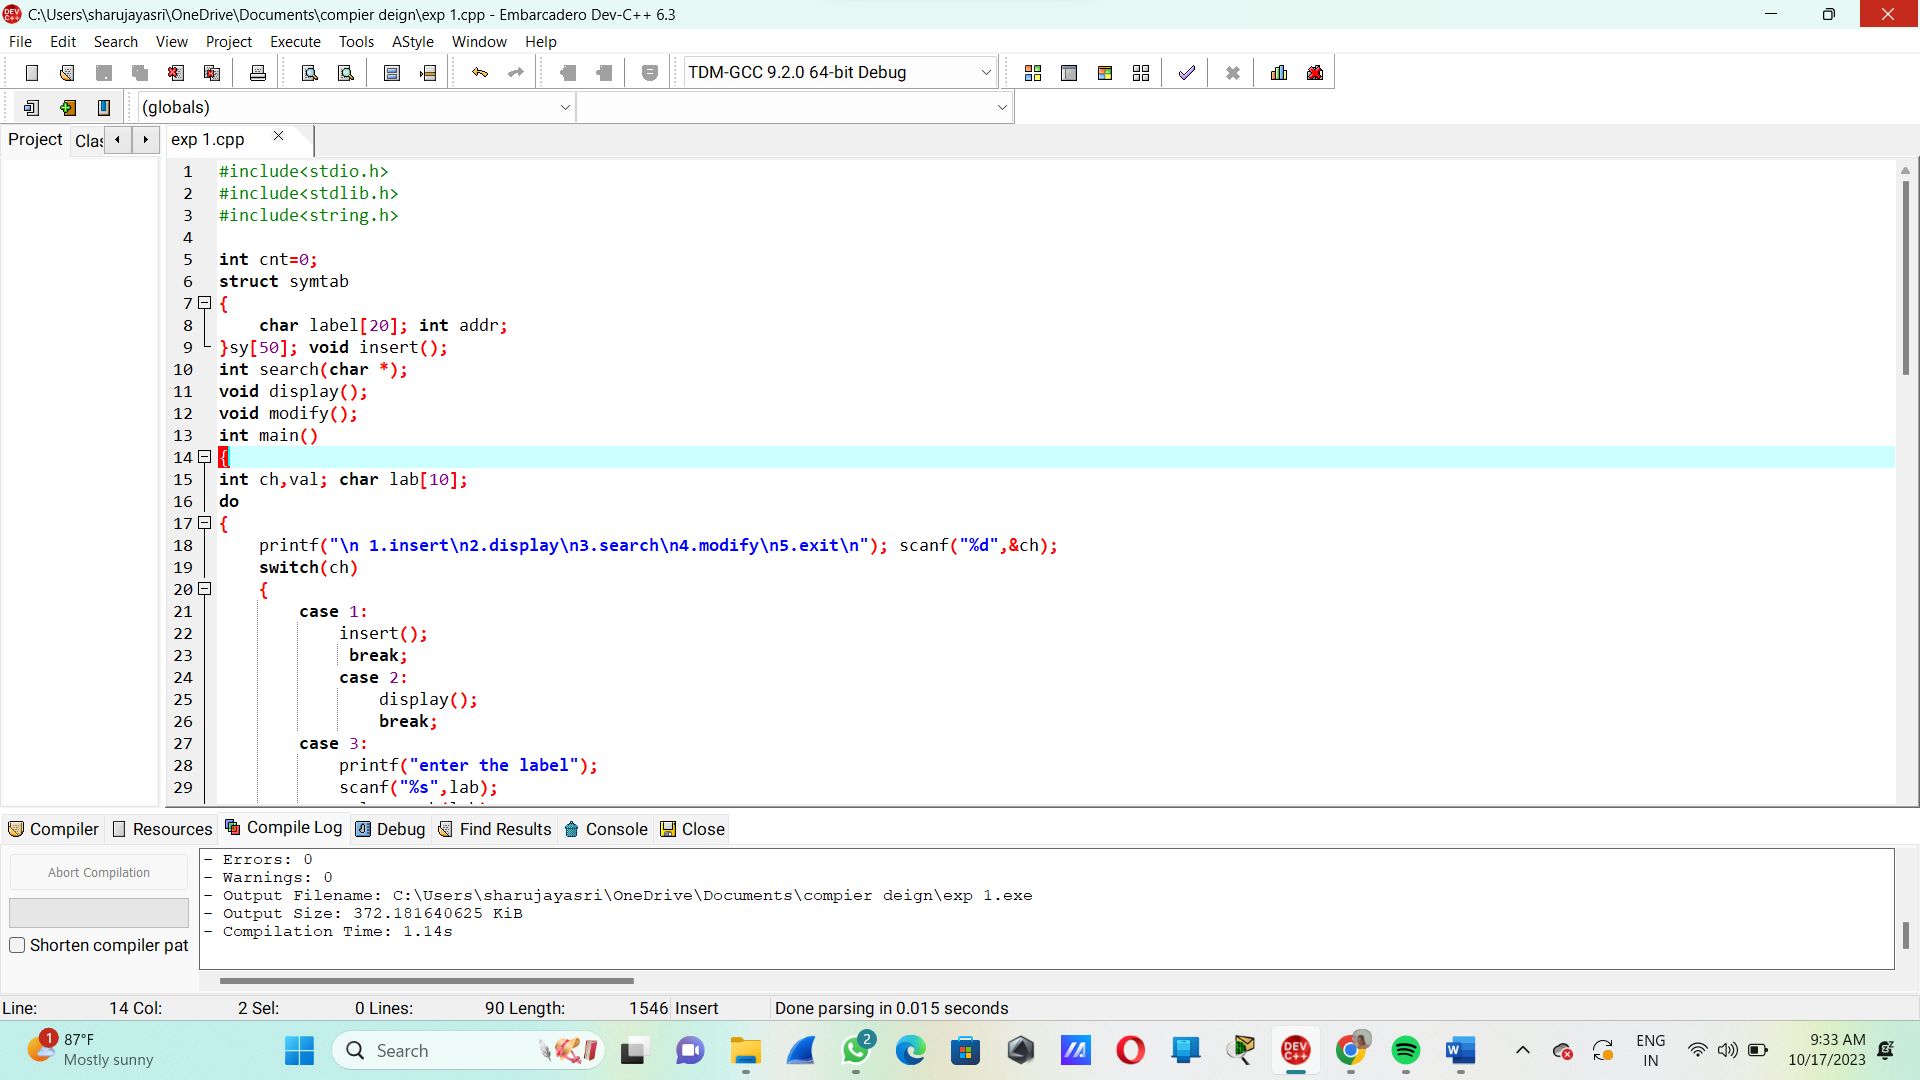 C:\Users\sharujayasri\OneDrive\Documents\compier deign\exp 1.cpp - Embarcadero Dev-C++ 6.3
File Edit Search View Project Execute Tools AStyle Window Help
TDM-GCC 9.2.0 64-bit Debug
(globals)
Project Clas exp 1.cpp
1 #include<stdio.h>
2 #include<stdlib.h>
3 #include<string.h>
4
5 int cnt=0;
6 struct symtab
7 {
8 char label[20]; int addr;
9 }sy[50]; void insert();
10 int search(char *);
11 void display();
12 void modify();
13 int main()
14 {
15 int ch,val; char lab[10];
16 do
17 {
18 printf("\n 1.insert\n2.display\n3.search\n4.modify\n5.exit\n"); scanf("%d",&ch);
19 switch(ch)
20 {
21 case 1:
22 insert();
23 break;
24 case 2:
25 display();
26 break;
27 case 3:
28 printf("enter the label");
29 scanf("%s",lab);
Compiler Resources Compile Log Debug Find Results Console Close
Abort Compilation
Shorten compiler pat
- Errors: 0
- Warnings: 0
- Output Filename: C:\Users\sharujayasri\OneDrive\Documents\compier deign\exp 1.exe
- Output Size: 372.181640625 KiB
- Compilation Time: 1.14s
Line: 14 Col: 2 Sel: 0 Lines: 90 Length: 1546 Insert Done parsing in 0.015 seconds
1 87°F
Mostly sunny
Search
2
DEV C++
W
ENG
IN
9:33 AM
10/17/2023